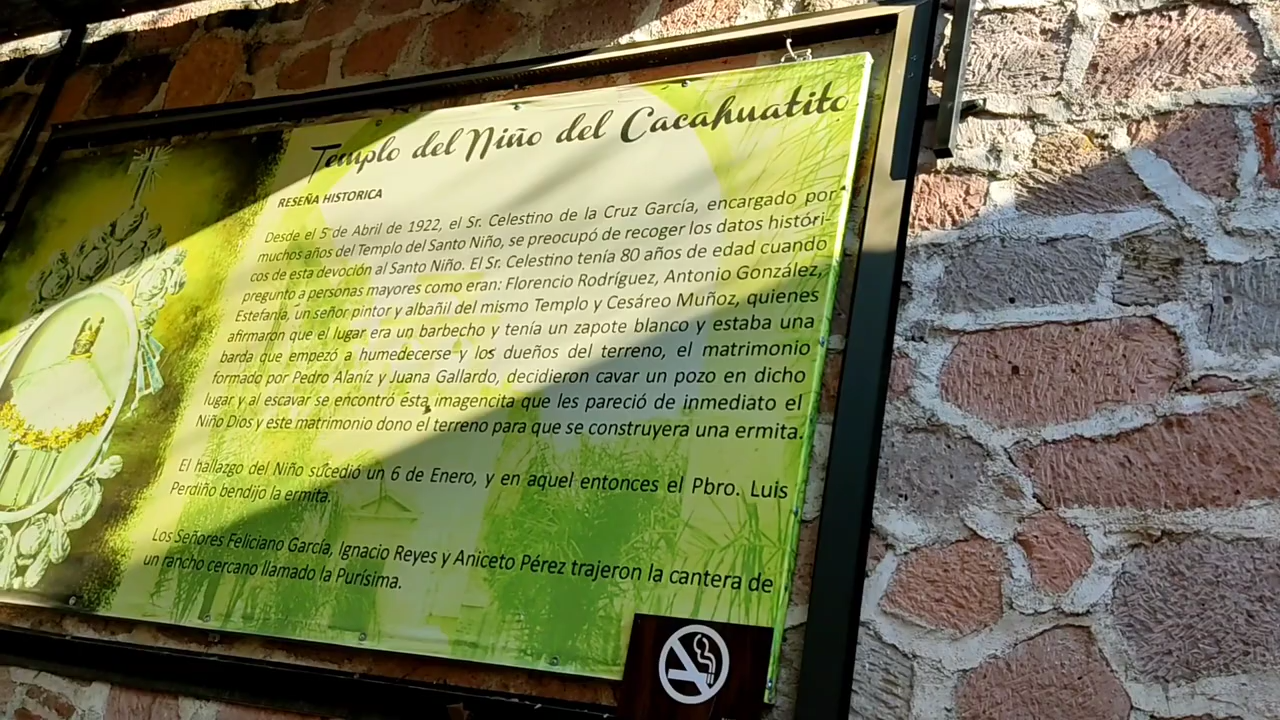 Templo del Niño del Cacahuatito
RESEÑA HISTORICA
Desde el 5 de Abril de 1922, el Sr. Celestino de la Cruz García, encargado por
muchos años del Templo del Santo Niño, se preocupó de recoger los datos históri-
cos de esta devoción al Santo Niño. El Sr. Celestino tenía 80 años de edad cuando
pregunto a personas mayores como eran: Florencio Rodríguez, Antonio González,
Estefanía, un señor pintor y albañil del mismo Templo y Cesáreo Muñoz, quienes
afirmaron que el lugar era un barbecho y tenía un zapote blanco y estaba una
barda que empezó a humedecerse y los dueños del terreno, el matrimonio
formado por Pedro Alaníz y Juana Gallardo, decidieron cavar un pozo en dicho
lugar y al escavar se encontró ésta imagencita que les pareció de inmediato el
Niño Dios y este matrimonio dono el terreno para que se construyera una ermita.
El hallazgo del Niño sucedió un 6 de Enero, y en aquel entonces el Pbro. Luis
Perdiño bendijo la ermita.
Los Señores Feliciano García, Ignacio Reyes y Aniceto Pérez trajeron la cantera de
un rancho cercano llamado la Purísima.